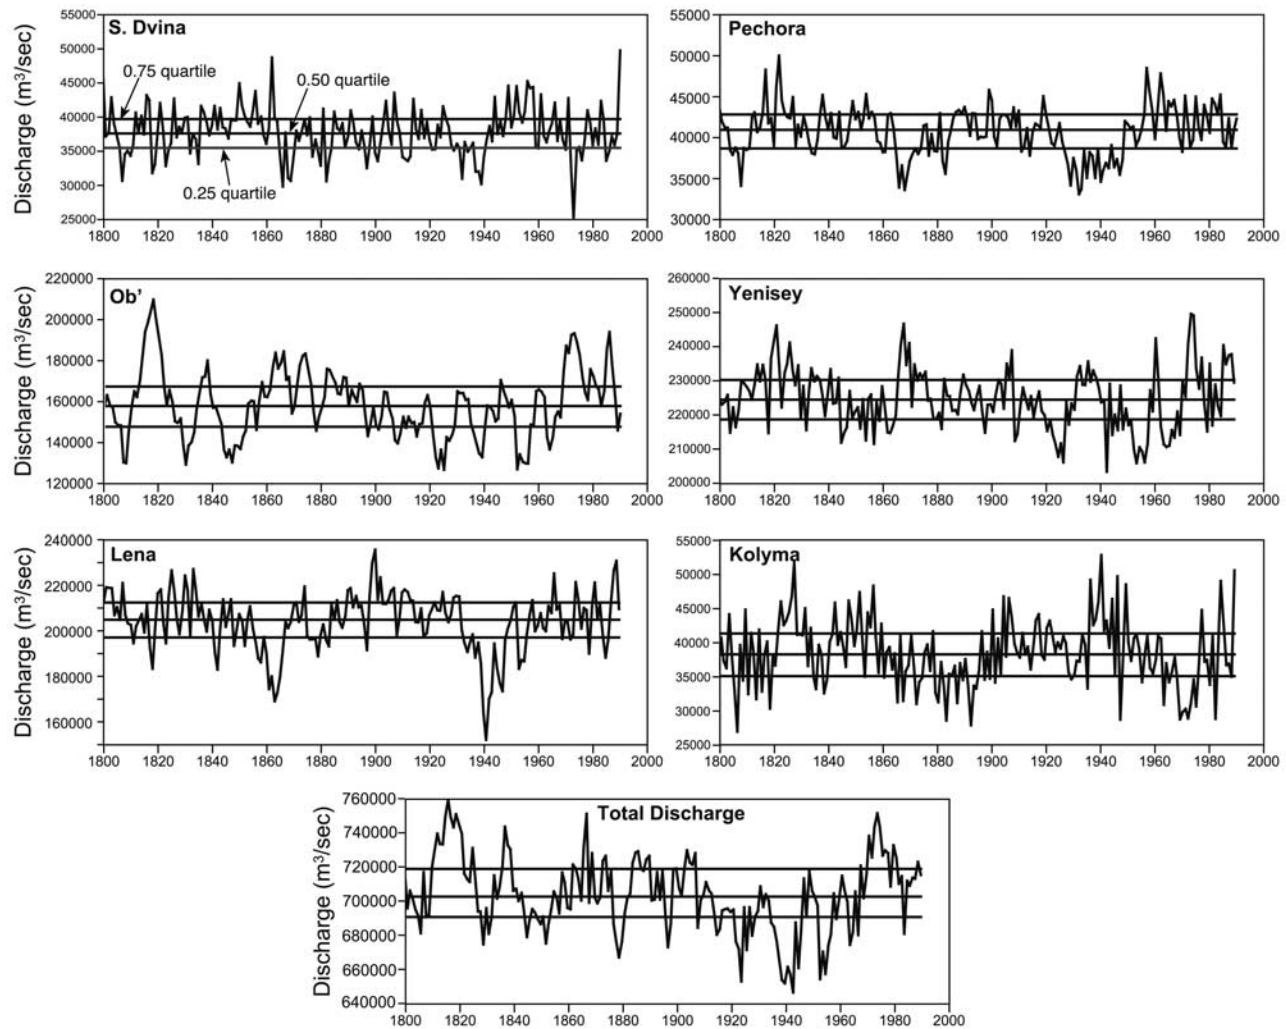 S. Dvina
Discharge (m³/sec)
55000
50000
45000
40000
35000
30000
25000
0.75 quartile
0.50 quartile
0.25 quartile
1800 1820 1840 1860 1880 1900 1920 1940 1960 1980 2000
Pechora
55000
50000
45000
40000
35000
30000
1800 1820 1840 1860 1880 1900 1920 1940 1960 1980 2000
Ob’
Discharge (m³/sec)
220000
200000
180000
160000
140000
120000
1800 1820 1840 1860 1880 1900 1920 1940 1960 1980 2000
Yenisey
260000
250000
240000
230000
220000
210000
200000
1800 1820 1840 1860 1880 1900 1920 1940 1960 1980 2000
Lena
Discharge (m³/sec)
240000
220000
200000
180000
160000
1800 1820 1840 1860 1880 1900 1920 1940 1960 1980 2000
Kolyma
55000
50000
45000
40000
35000
30000
25000
1800 1820 1840 1860 1880 1900 1920 1940 1960 1980 2000
Total Discharge
Discharge (m³/sec)
760000
740000
720000
700000
680000
660000
640000
1800 1820 1840 1860 1880 1900 1920 1940 1960 1980 2000